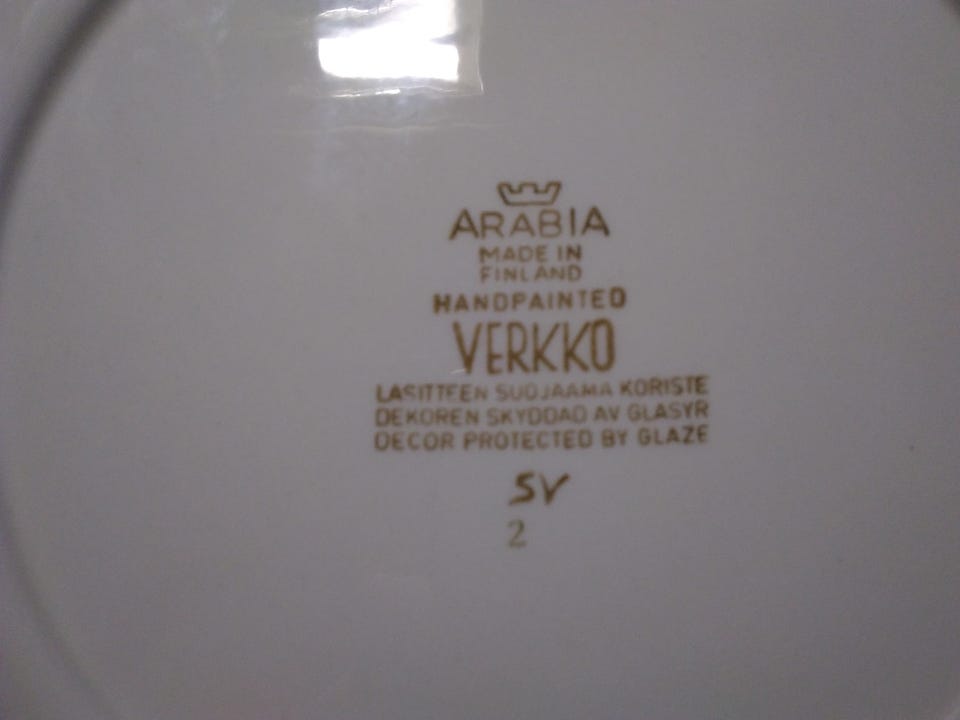 ARABIA
MADE IN
FINLAND
HANDPAINTED
VERKKO
LASITTEEN SUOJAAMA KORISTE
DEKOREN SKYDDAD AV GLASYR
DECOR PROTECTED BY GLAZE
SV
2